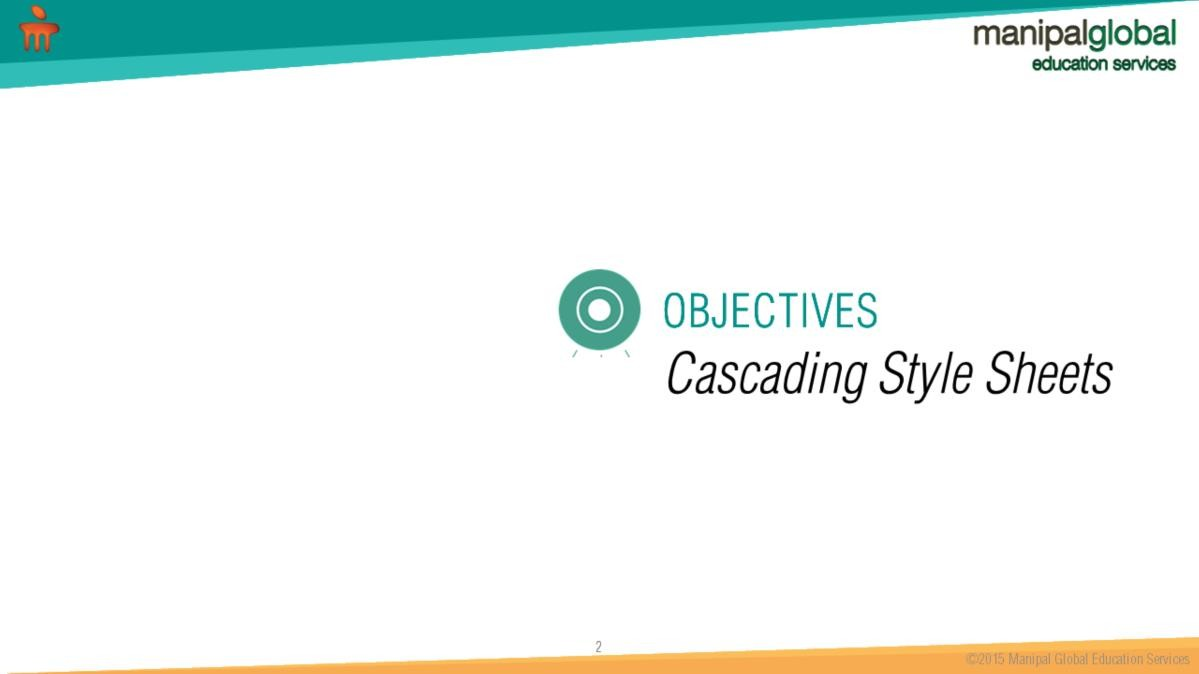 manipalglobal
education services
OBJECTIVES
Cascading Style Sheets
2
©2015 Manipal Global Education Services